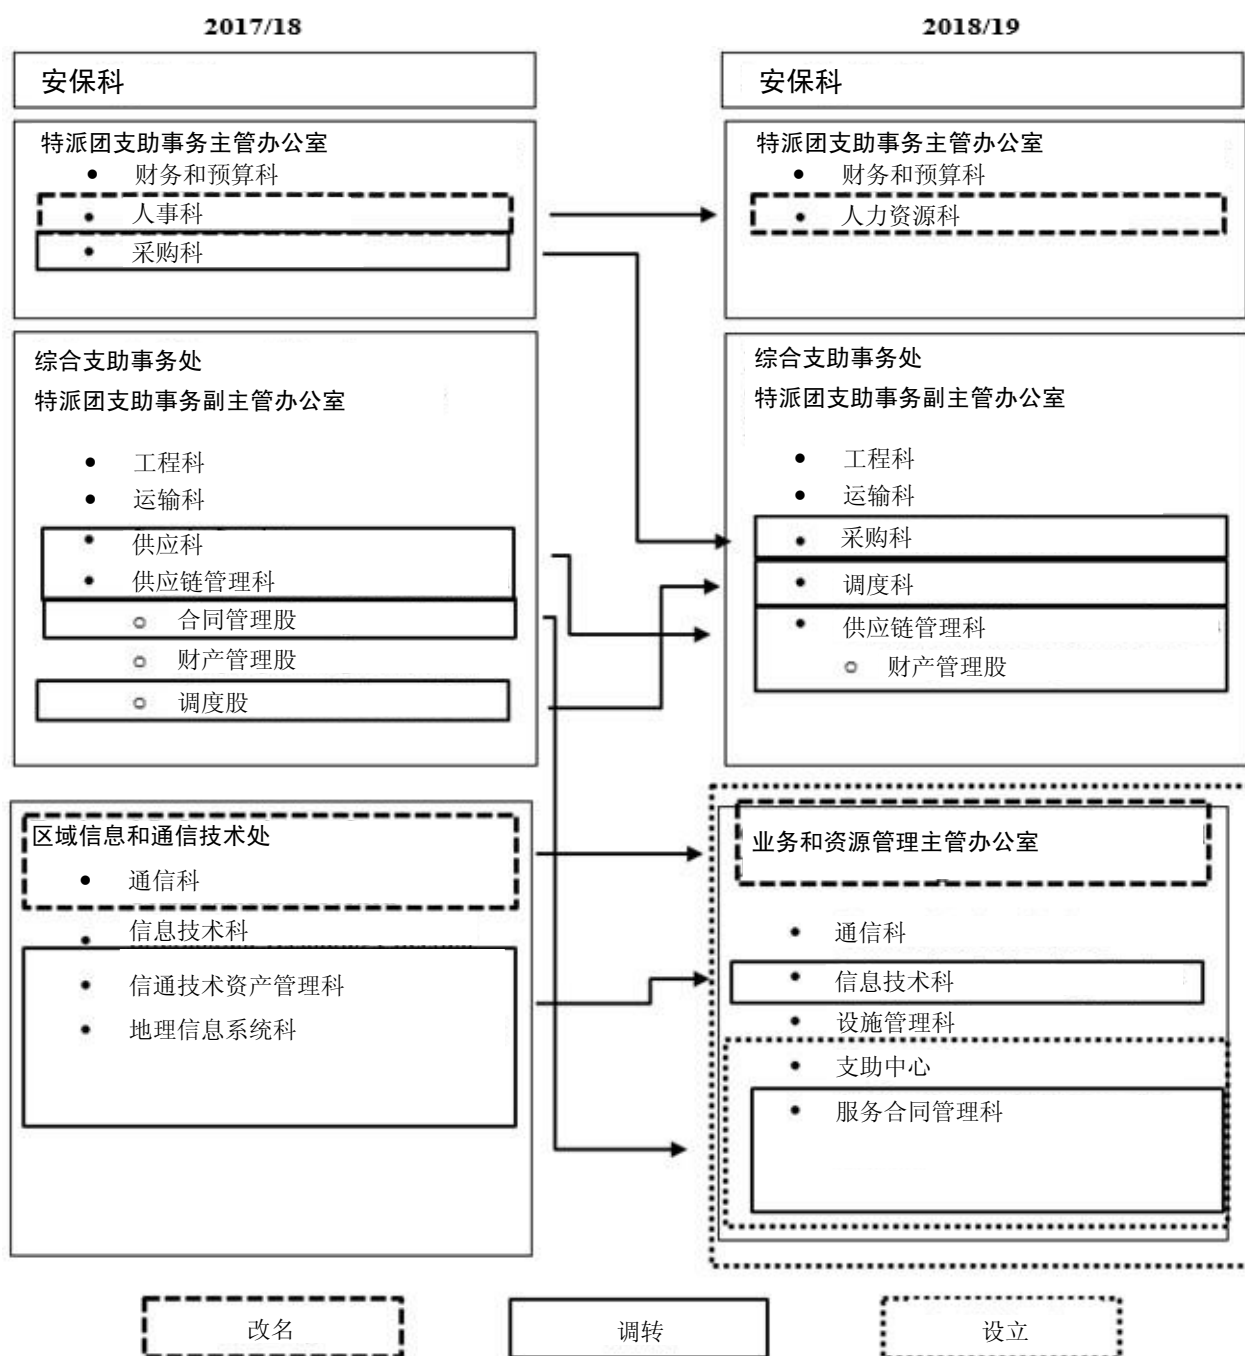 2017/18
安保科
特派团支助事务主管办公室
• 财务和预算科
• 人事科
• 采购科
综合支助事务处
特派团支助事务副主管办公室
• 工程科
• 运输科
• 供应科
• 供应链管理科
○ 合同管理股
○ 财产管理股
○ 调度股
区域信息和通信技术处
• 通信科
• 信息技术科
• 信通技术资产管理科
• 地理信息系统科
2018/19
安保科
特派团支助事务主管办公室
• 财务和预算科
• 人力资源科
综合支助事务处
特派团支助事务副主管办公室
• 工程科
• 运输科
• 采购科
• 调度科
• 供应链管理科
○ 财产管理股
业务和资源管理主管办公室
• 通信科
• 信息技术科
• 设施管理科
• 支助中心
• 服务合同管理科
改名
调转
设立